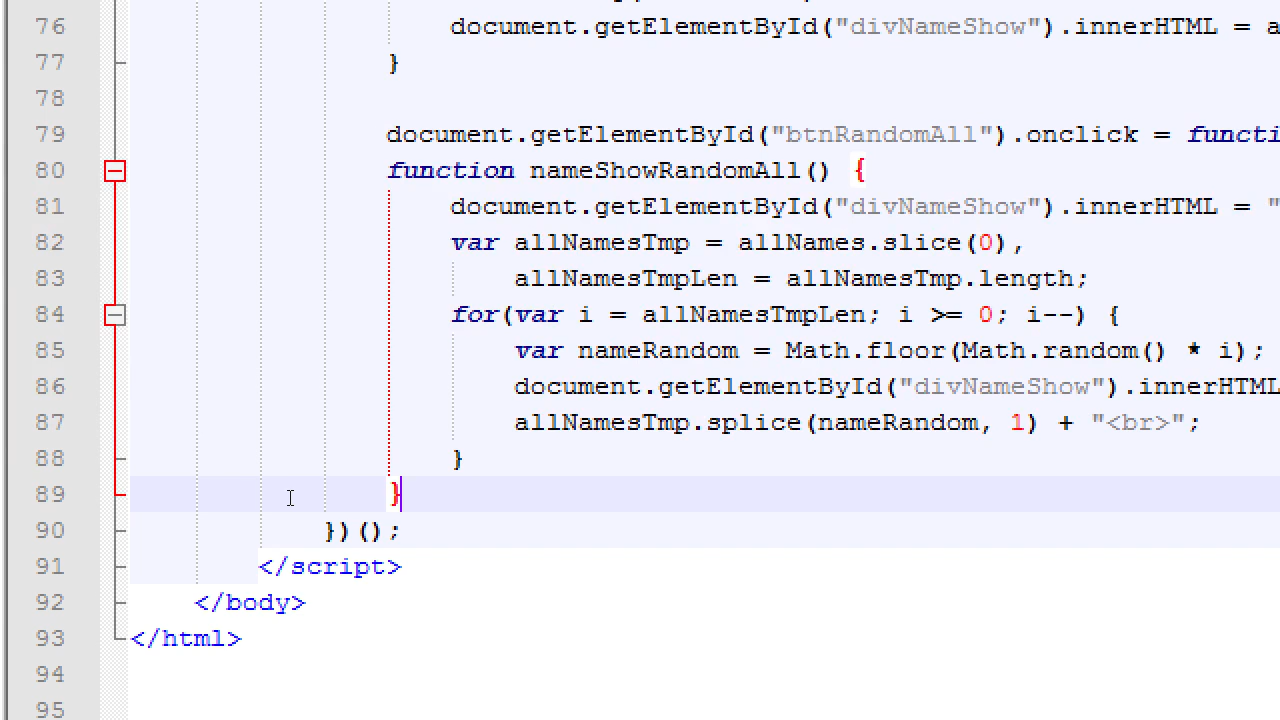 76 document.getElementById("divNameShow").innerHTML = a
77 }
78
79 document.getElementById("btnRandomAll").onclick = functi
80 function nameShowRandomAll() {
81 document.getElementById("divNameShow").innerHTML = "
82 var allNamesTmp = allNames.slice(0),
83 allNamesTmpLen = allNamesTmp.length;
84 for(var i = allNamesTmpLen; i >= 0; i--) {
85 var nameRandom = Math.floor(Math.random() * i);
86 document.getElementById("divNameShow").innerHTML
87 allNamesTmp.splice(nameRandom, 1) + "<br>";
88 }
89 }
90 })();
91 </script>
92 </body>
93 </html>
94
95